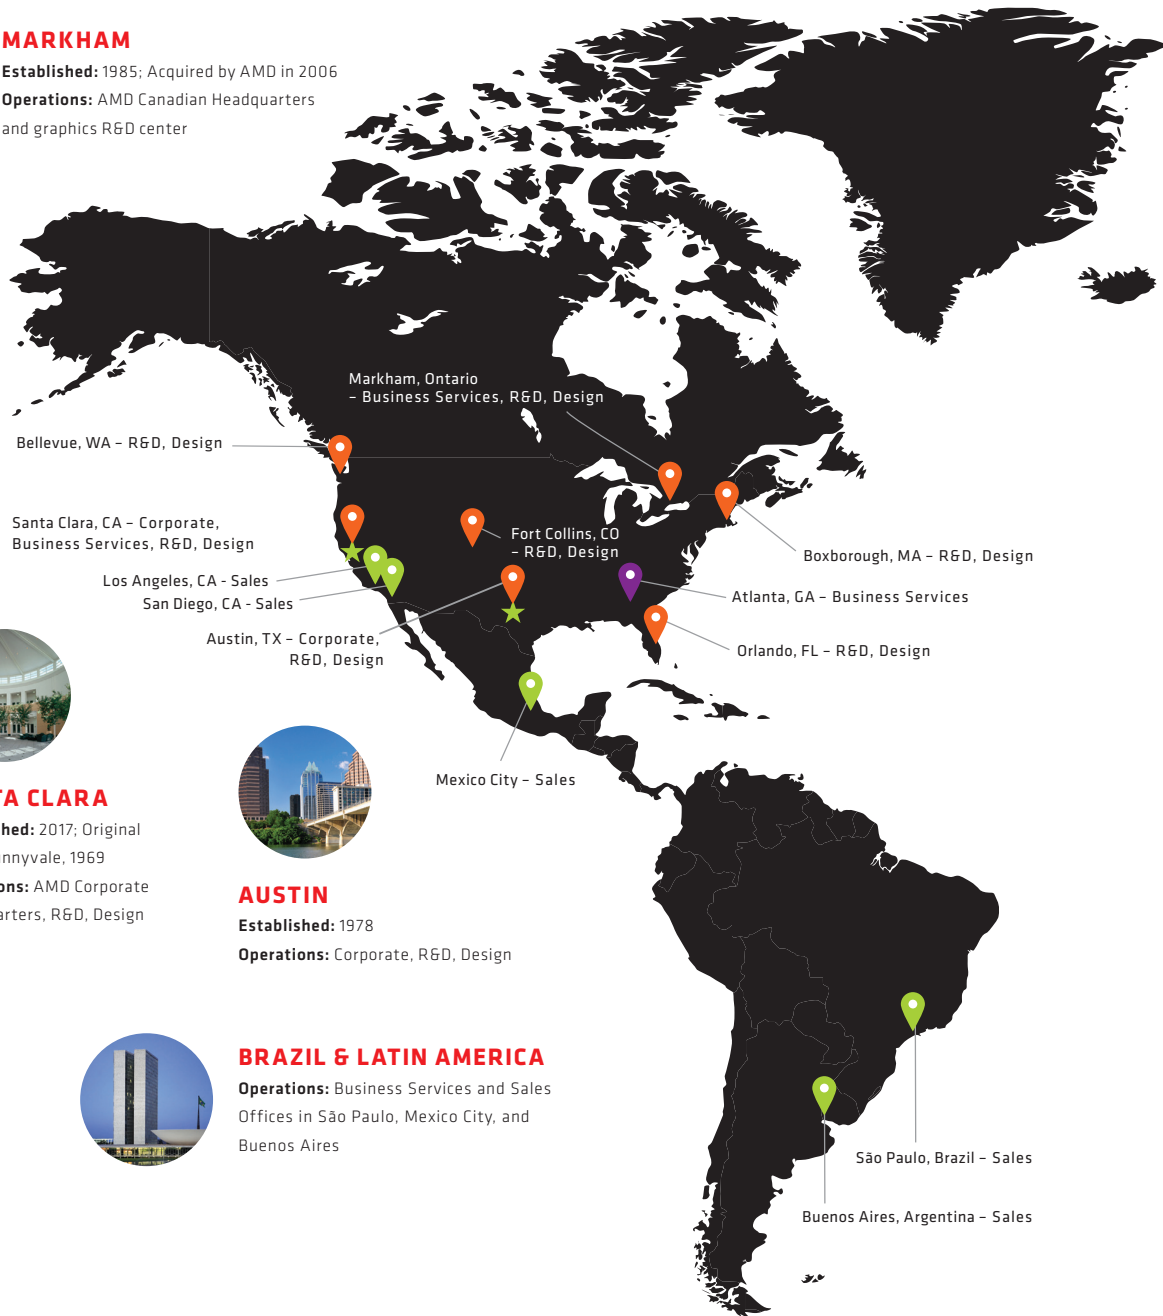 MARKHAM
Established: 1985; Acquired by AMD in 2006
Operations: AMD Canadian Headquarters
and graphics R&D center
Markham, Ontario
– Business Services, R&D, Design
Bellevue, WA – R&D, Design
Santa Clara, CA – Corporate,
Business Services, R&D, Design
Fort Collins, CO
– R&D, Design
Boxborough, MA – R&D, Design
Los Angeles, CA - Sales
San Diego, CA - Sales
Atlanta, GA – Business Services
Austin, TX – Corporate,
R&D, Design
Orlando, FL – R&D, Design
Mexico City – Sales
TA CLARA
hed: 2017; Original
unnyvale, 1969
ons: AMD Corporate
arters, R&D, Design
AUSTIN
Established: 1978
Operations: Corporate, R&D, Design
BRAZIL & LATIN AMERICA
Operations: Business Services and Sales
Offices in São Paulo, Mexico City, and
Buenos Aires
São Paulo, Brazil – Sales
Buenos Aires, Argentina – Sales